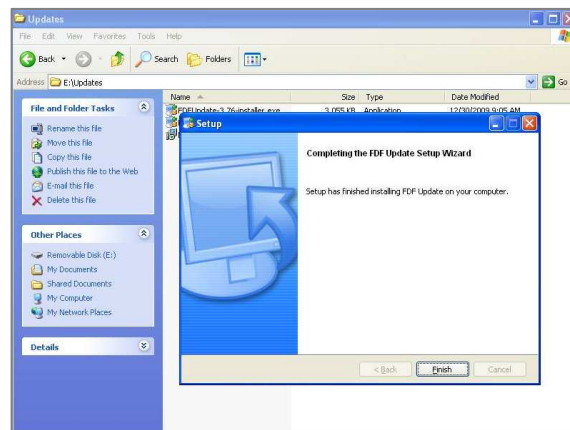 Updates
File Edit View Favorites Tools Help
Back Search Folders
Address E:\Updates Go
Name Size Type Date Modified
File and Folder Tasks
FDFUpdate-3.76-installer.exe 3,055 KB Application 12/30/2009 9:05 AM
Setup
Rename this file
Move this file
Copy this file
Publish this file to the Web
E-mail this file
Delete this file
Completing the FDF Update Setup Wizard
Setup has finished installing FDF Update on your computer.
Other Places
Removable Disk (E:)
My Documents
Shared Documents
My Computer
My Network Places
Details
< Back Finish Cancel